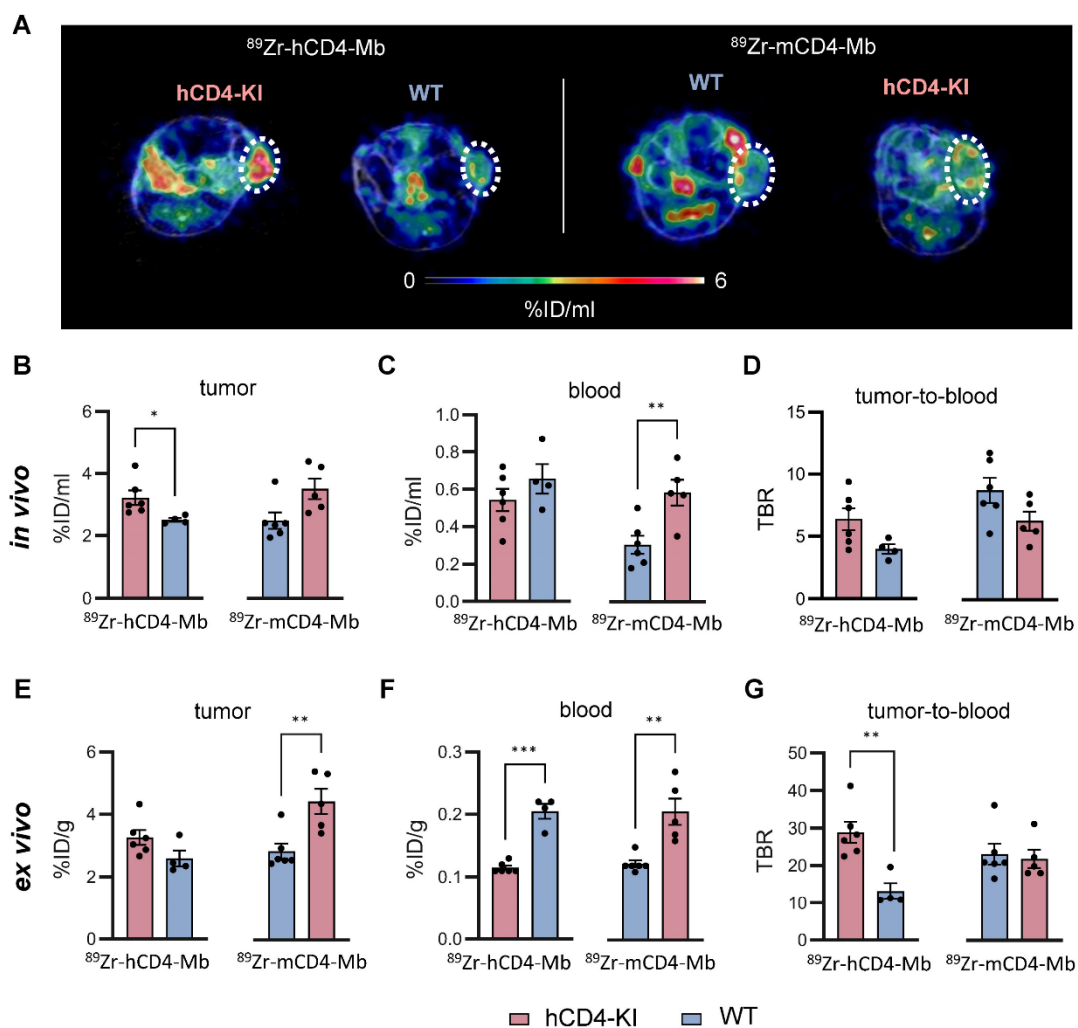 A
⁸⁹Zr-hCD4-Mb ⁸⁹Zr-mCD4-Mb
hCD4-KI WT WT hCD4-KI
0 6
%ID/ml
B C D
tumor blood tumor-to-blood
in vivo
%ID/ml
6
4
2
0
*
⁸⁹Zr-hCD4-Mb ⁸⁹Zr-mCD4-Mb
%ID/ml
1.0
0.8
0.6
0.4
0.2
0.0
**
⁸⁹Zr-hCD4-Mb ⁸⁹Zr-mCD4-Mb
TBR
15
10
5
0
⁸⁹Zr-hCD4-Mb ⁸⁹Zr-mCD4-Mb
E F G
tumor blood tumor-to-blood
ex vivo
%ID/g
6
4
2
0
**
⁸⁹Zr-hCD4-Mb ⁸⁹Zr-mCD4-Mb
%ID/g
0.3
0.2
0.1
0.0
*** **
⁸⁹Zr-hCD4-Mb ⁸⁹Zr-mCD4-Mb
TBR
50
40
30
20
10
0
**
⁸⁹Zr-hCD4-Mb ⁸⁹Zr-mCD4-Mb
hCD4-KI WT